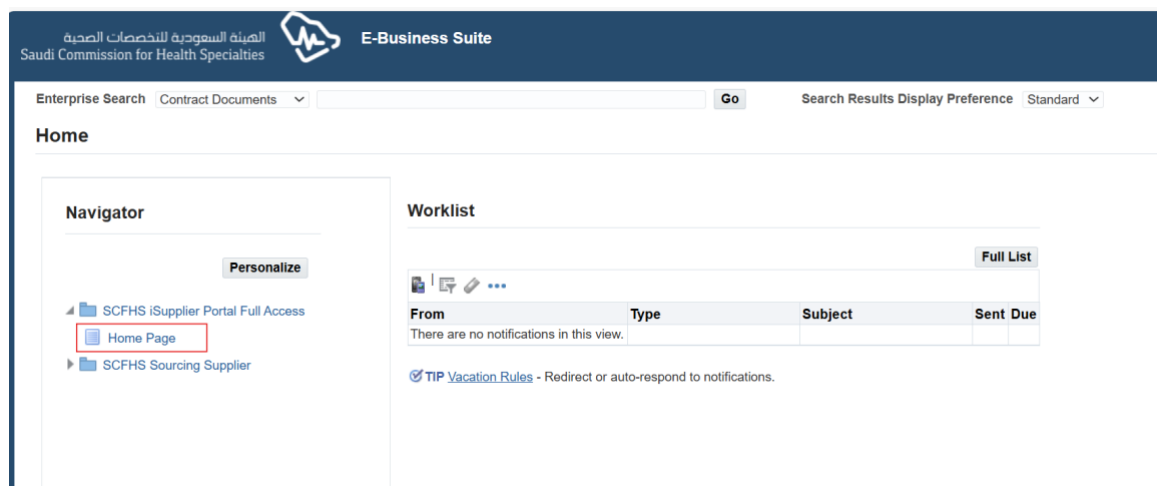 الهيئة السعودية للتخصصات الصحية
Saudi Commission for Health Specialties
E-Business Suite
Enterprise Search Contract Documents Go Search Results Display Preference Standard
Home
Navigator
Personalize
SCFHS iSupplier Portal Full Access
Home Page
SCFHS Sourcing Supplier
Worklist
Full List
From Type Subject Sent Due
There are no notifications in this view.
TIP Vacation Rules - Redirect or auto-respond to notifications.